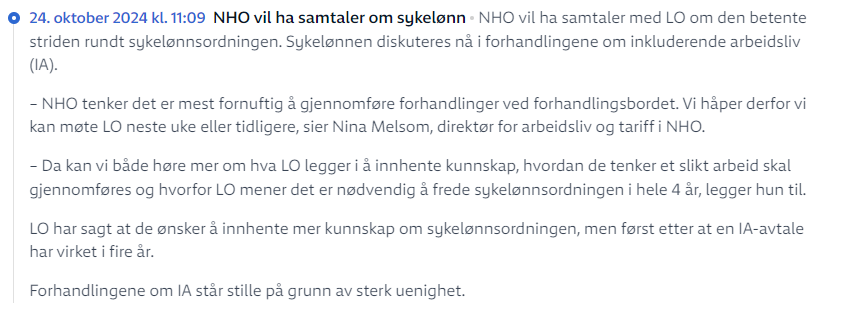 24. oktober 2024 kl. 11:09 NHO vil ha samtaler om sykelønn • NHO vil ha samtaler med LO om den betente
striden rundt sykelønnsordningen. Sykelønnen diskuteres nå i forhandlingene om inkluderende arbeidsliv
(IA).
– NHO tenker det er mest fornuftig å gjennomføre forhandlinger ved forhandlingsbordet. Vi håper derfor vi
kan møte LO neste uke eller tidligere, sier Nina Melsom, direktør for arbeidsliv og tariff i NHO.
– Da kan vi både høre mer om hva LO legger i å innhente kunnskap, hvordan de tenker et slikt arbeid skal
gjennomføres og hvorfor LO mener det er nødvendig å frede sykelønnsordningen i hele 4 år, legger hun til.
LO har sagt at de ønsker å innhente mer kunnskap om sykelønnsordningen, men først etter at en IA-avtale
har virket i fire år.
Forhandlingene om IA står stille på grunn av sterk uenighet.